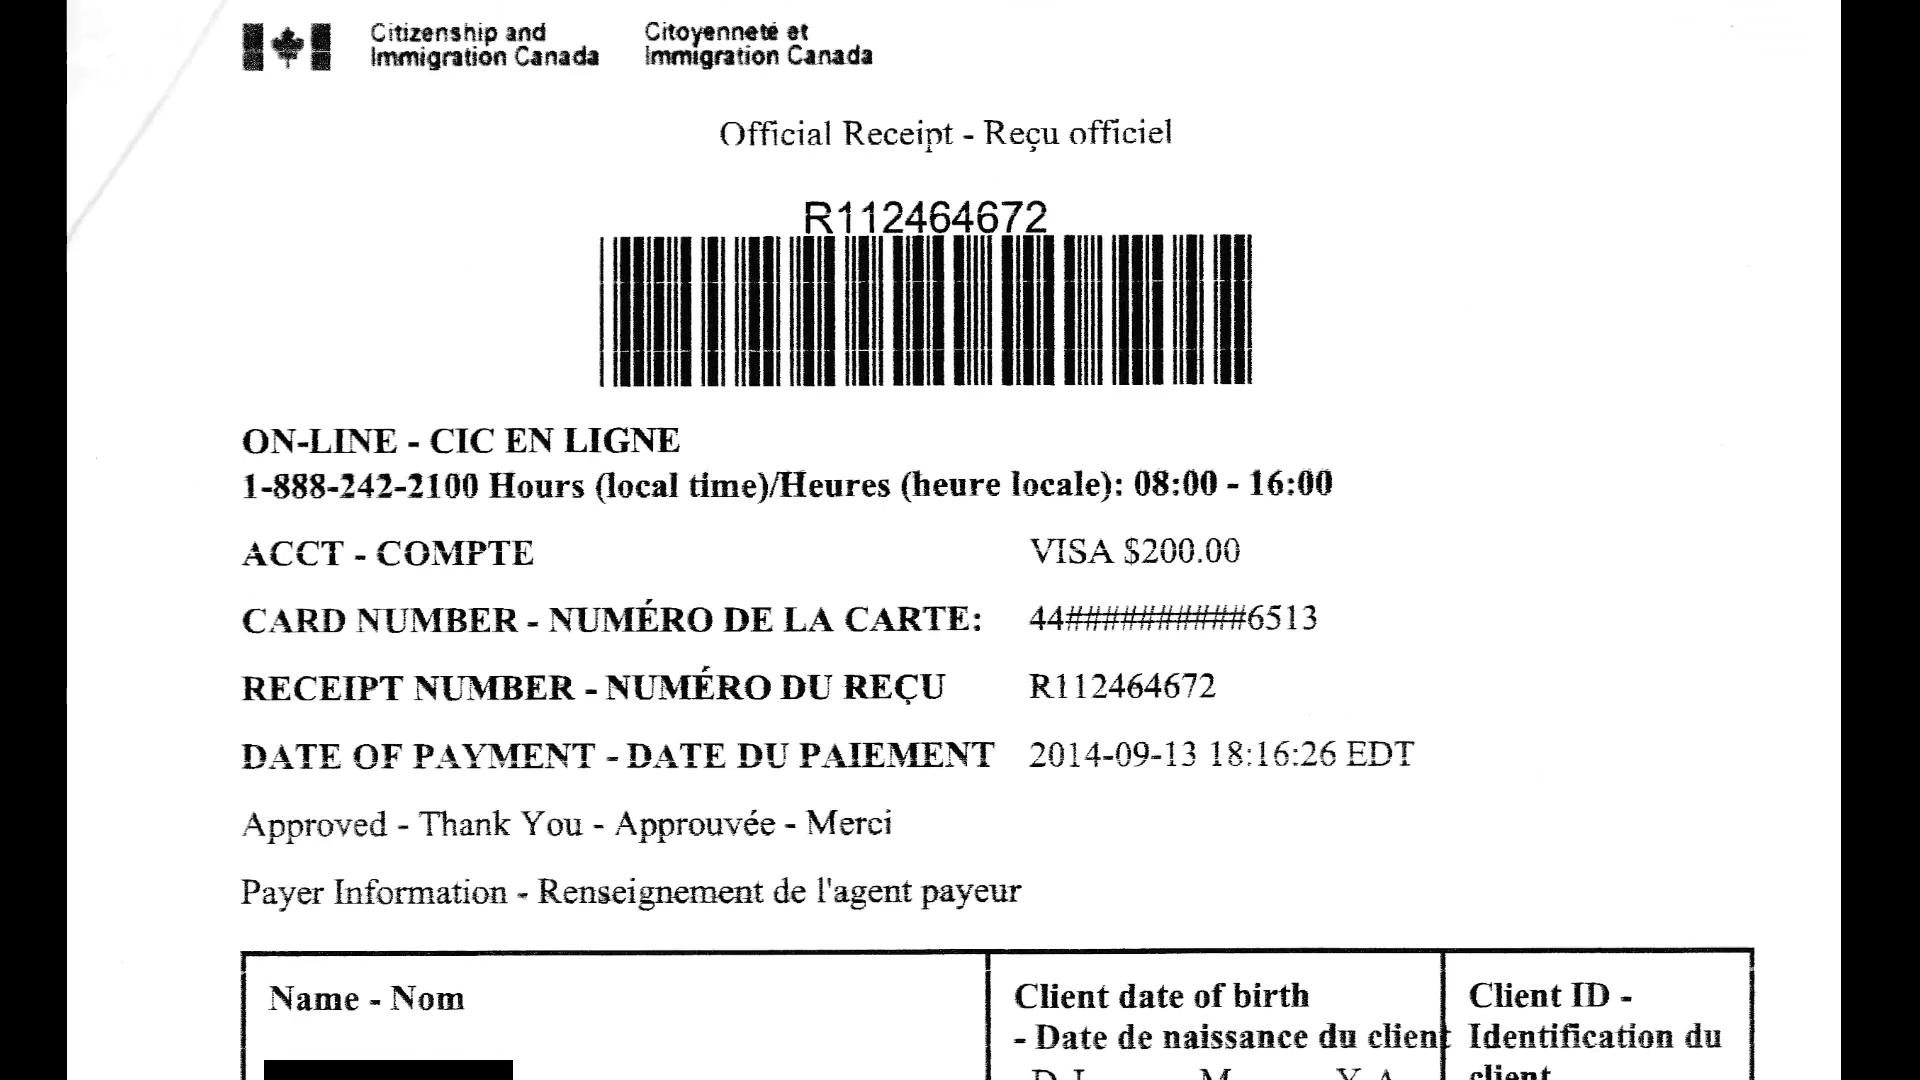 Citizenship and Immigration Canada
Citoyenneté et Immigration Canada
Official Receipt - Reçu officiel
R112464672
ON-LINE - CIC EN LIGNE
1-888-242-2100 Hours (local time)/Heures (heure locale): 08:00 - 16:00
ACCT - COMPTE VISA $200.00
CARD NUMBER - NUMÉRO DE LA CARTE: 44##########6513
RECEIPT NUMBER - NUMÉRO DU REÇU R112464672
DATE OF PAYMENT - DATE DU PAIEMENT 2014-09-13 18:16:26 EDT
Approved - Thank You - Approuvée - Merci
Payer Information - Renseignement de l'agent payeur
Name - Nom
Client date of birth
- Date de naissance du client
Client ID -
Identification du
client